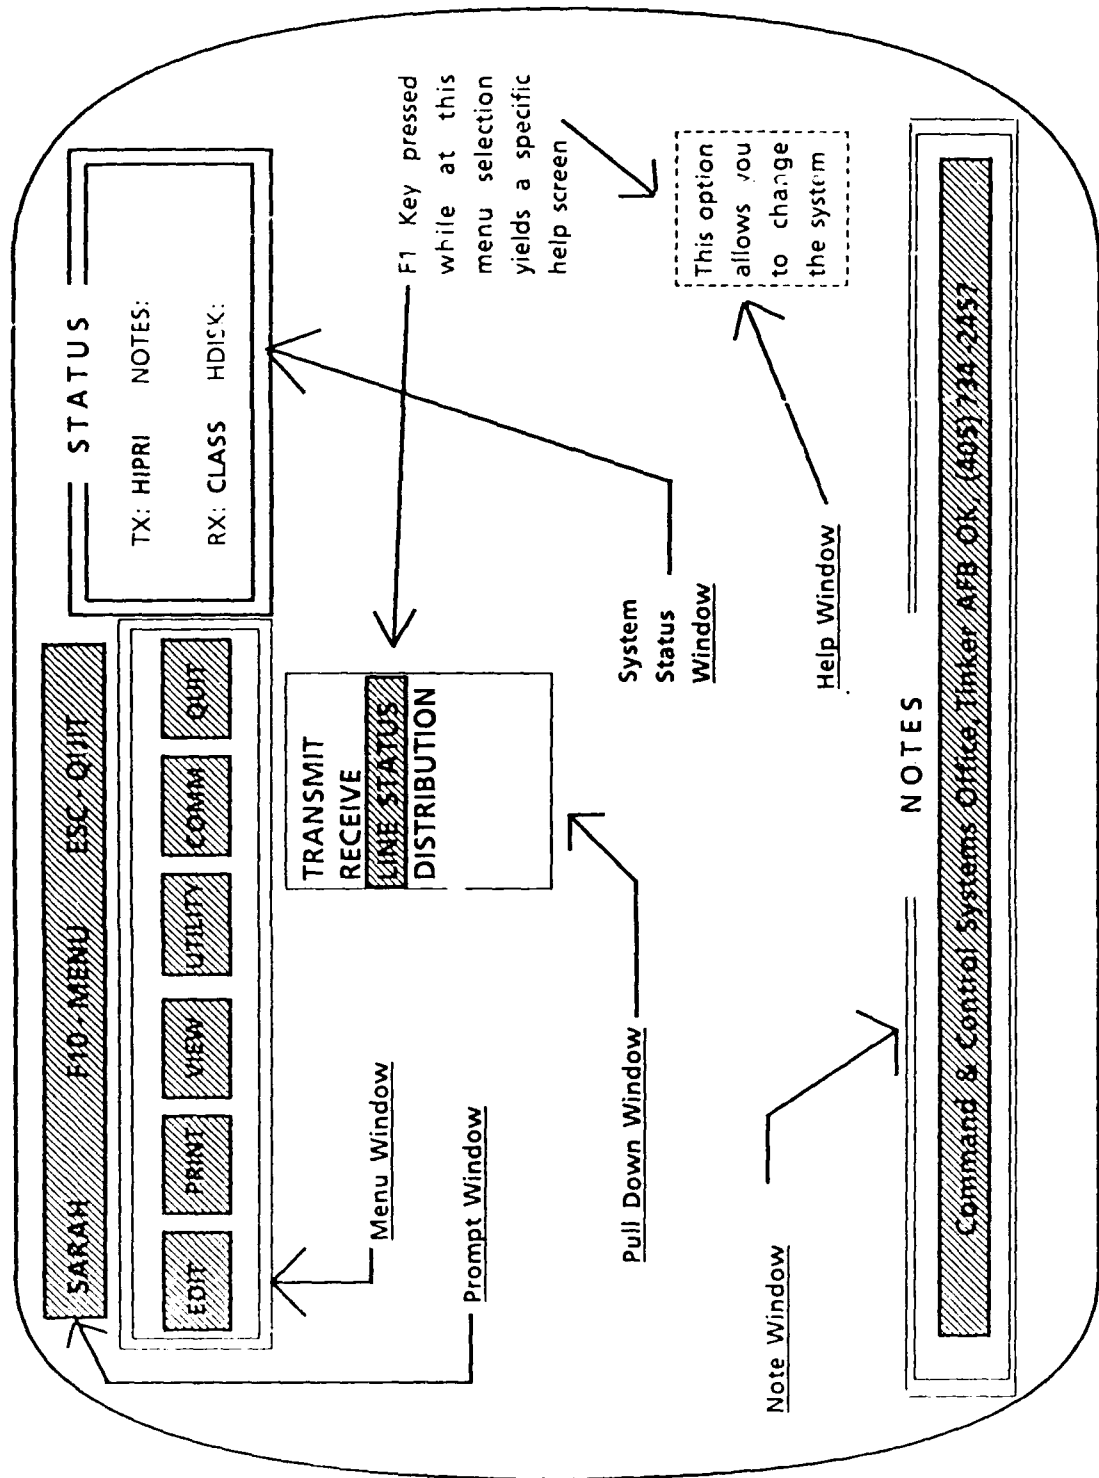 SARAH F10-MENU ESC-QUIT
EDIT PRINT VIEW UTILITY COMM QUIT
STATUS
TX: HIPRI NOTES:
RX: CLASS HDISK:
TRANSMIT
RECEIVE
LINE STATUS
DISTRIBUTION
F1 Key pressed
while at this
menu selection
yields a specific
help screen
Menu Window
Prompt Window
Pull Down Window
System
Status
Window
This option
allows you
to change
the system
Help Window
Note Window
NOTES
Command & Control Systems Office, Tinker AFB OK, (405) 734-2457